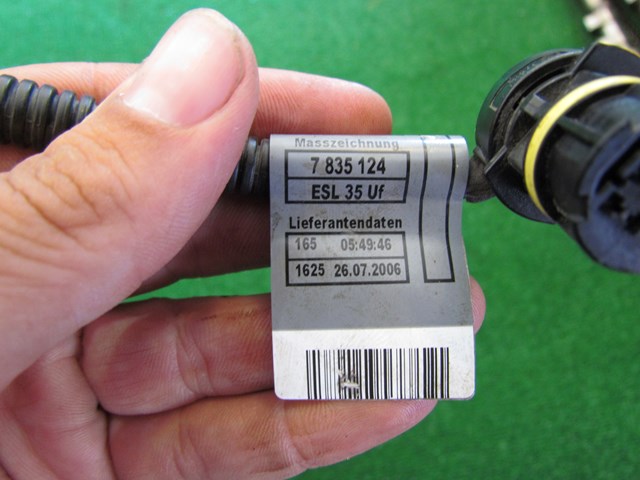 Masszeichnung
7 835 124
ESL 35 Uf
Lieferantendaten
165 05:49:46
1625 26.07.2006